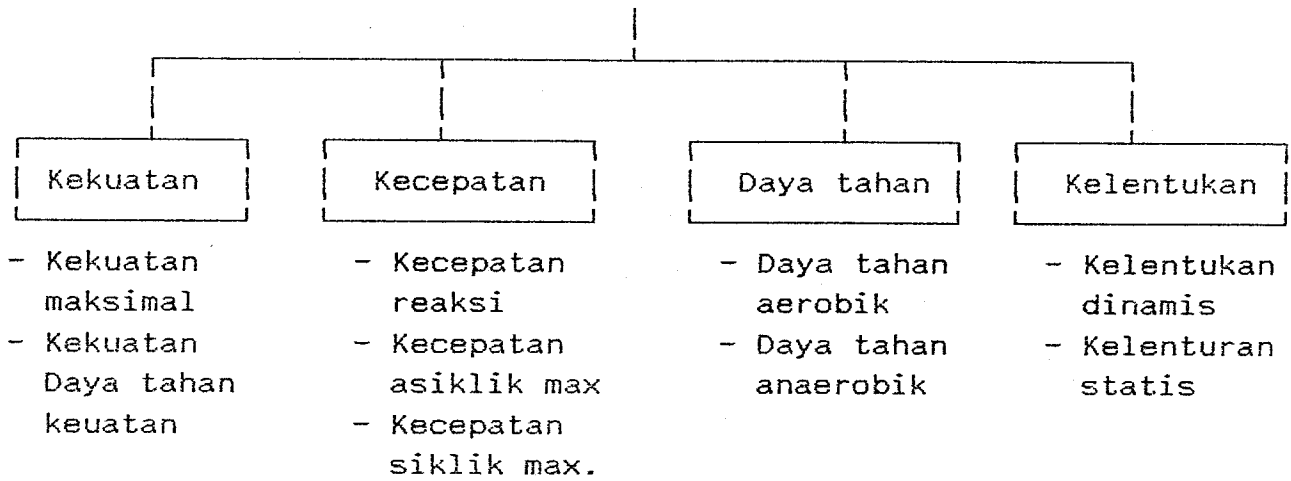 Kekuatan
Kecepatan
Daya tahan
Kelentukan
- Kekuatan
maksimal
- Kekuatan
Daya tahan
keuatan
- Kecepatan
reaksi
- Kecepatan
asiklik max
- Kecepatan
siklik max.
- Daya tahan
aerobik
- Daya tahan
anaerobik
- Kelentukan
dinamis
- Kelenturan
statis